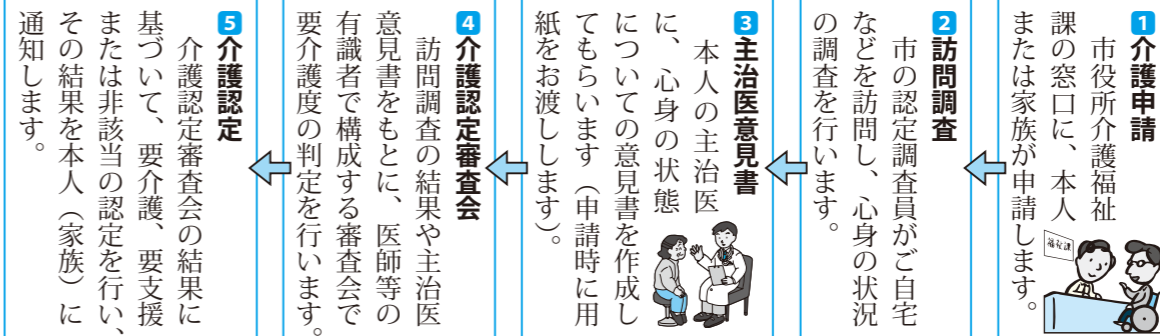 1 介護申請
市役所介護福祉
課の窓口に、本人
または家族が申請します。
福祉課
2 訪問調査
市の認定調査員がご自宅
などを訪問し、心身の状況
の調査を行います。
3 主治医意見書
本人の主治医
に、心身の状態
についての意見書を作成し
てもらいます（申請時に用
紙をお渡しします）。
4 介護認定審査会
訪問調査の結果や主治医
意見書をもとに、医師等の
有識者で構成する審査会で
要介護度の判定を行います。
5 介護認定
介護認定審査会の結果に
基づいて、要介護、要支援
または非該当の認定を行い、
その結果を本人（家族）に
通知します。